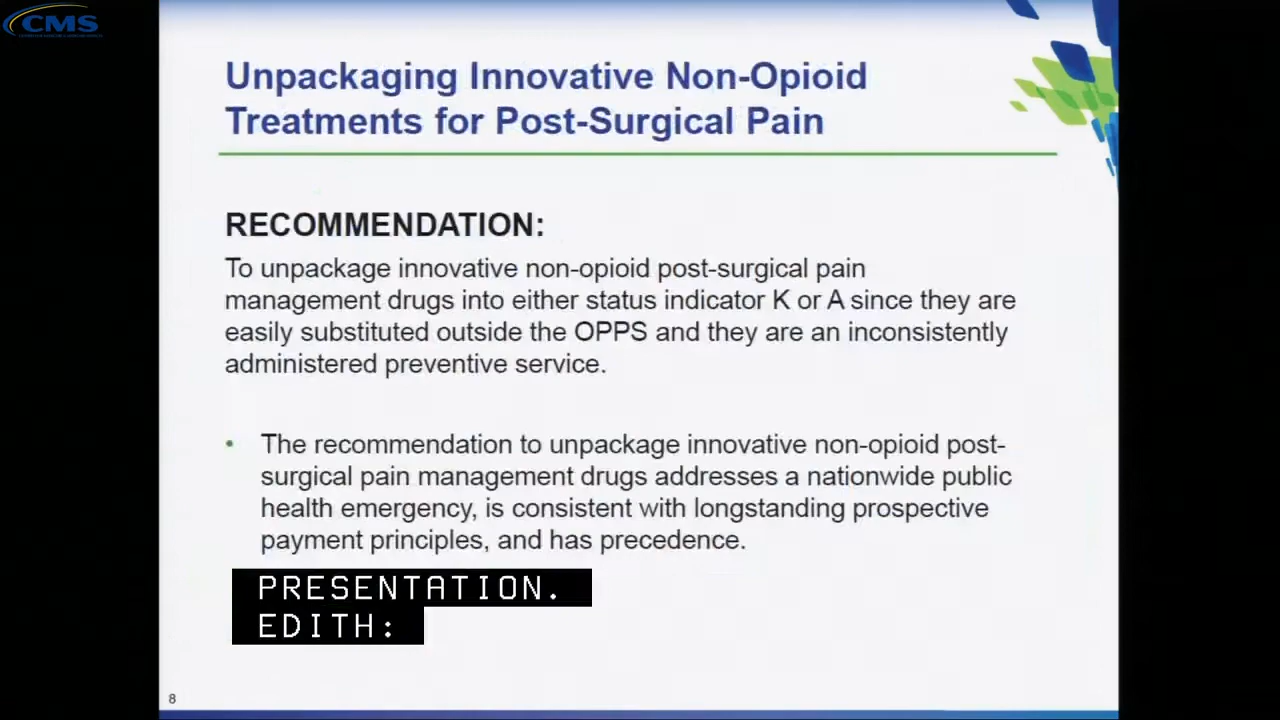 CMS
Unpackaging Innovative Non-Opioid
Treatments for Post-Surgical Pain
RECOMMENDATION:
To unpackage innovative non-opioid post-surgical pain
management drugs into either status indicator K or A since they are
easily substituted outside the OPPS and they are an inconsistently
administered preventive service.
• The recommendation to unpackage innovative non-opioid post-
surgical pain management drugs addresses a nationwide public
health emergency, is consistent with longstanding prospective
payment principles, and has precedence.
PRESENTATION.
EDITH:
8